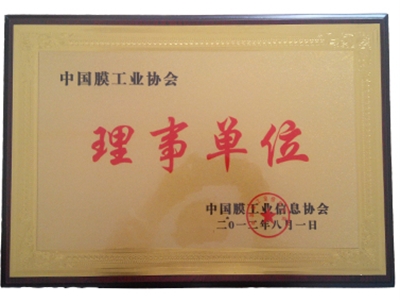 中国膜工业协会
理事单位
中国膜工业信息协会
二〇一二年八月一日